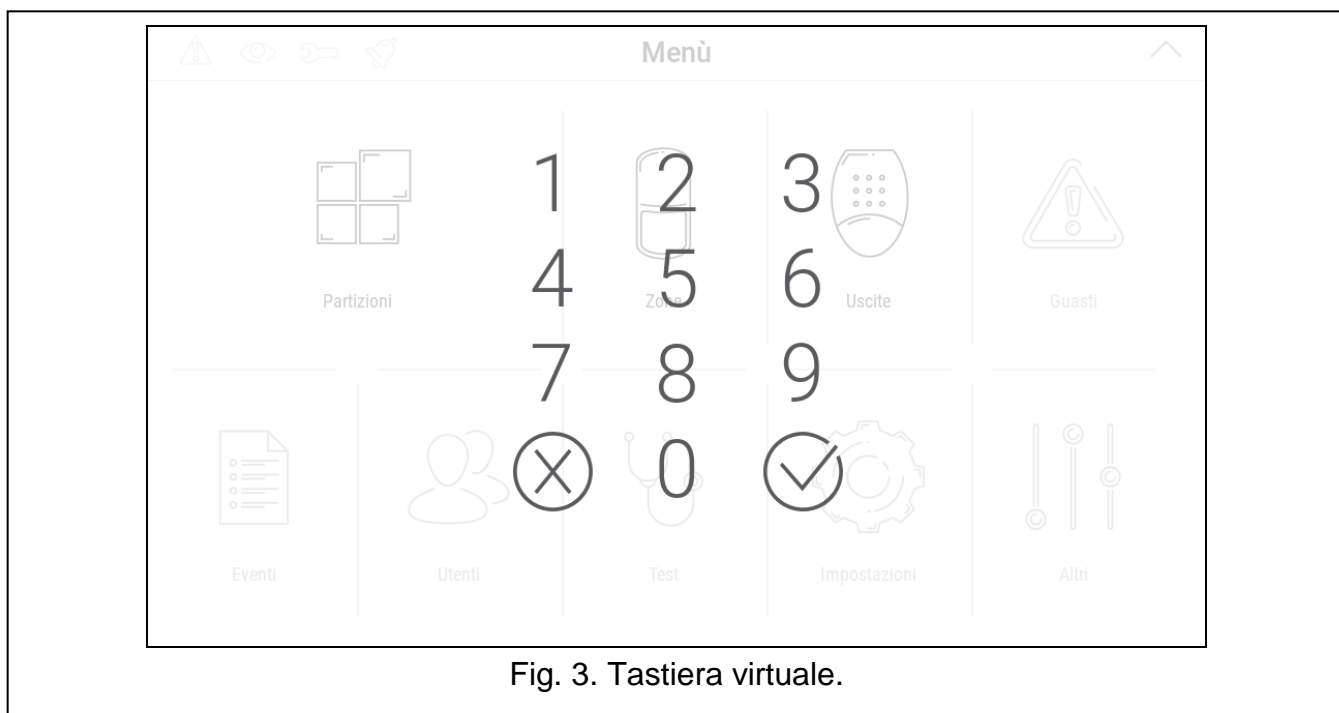 Menù
1 2 3
4 5 6
Partizioni Zone Uscite Guasti
7 8 9
0
Eventi Utenti Test Impostazioni Altri
Fig. 3. Tastiera virtuale.